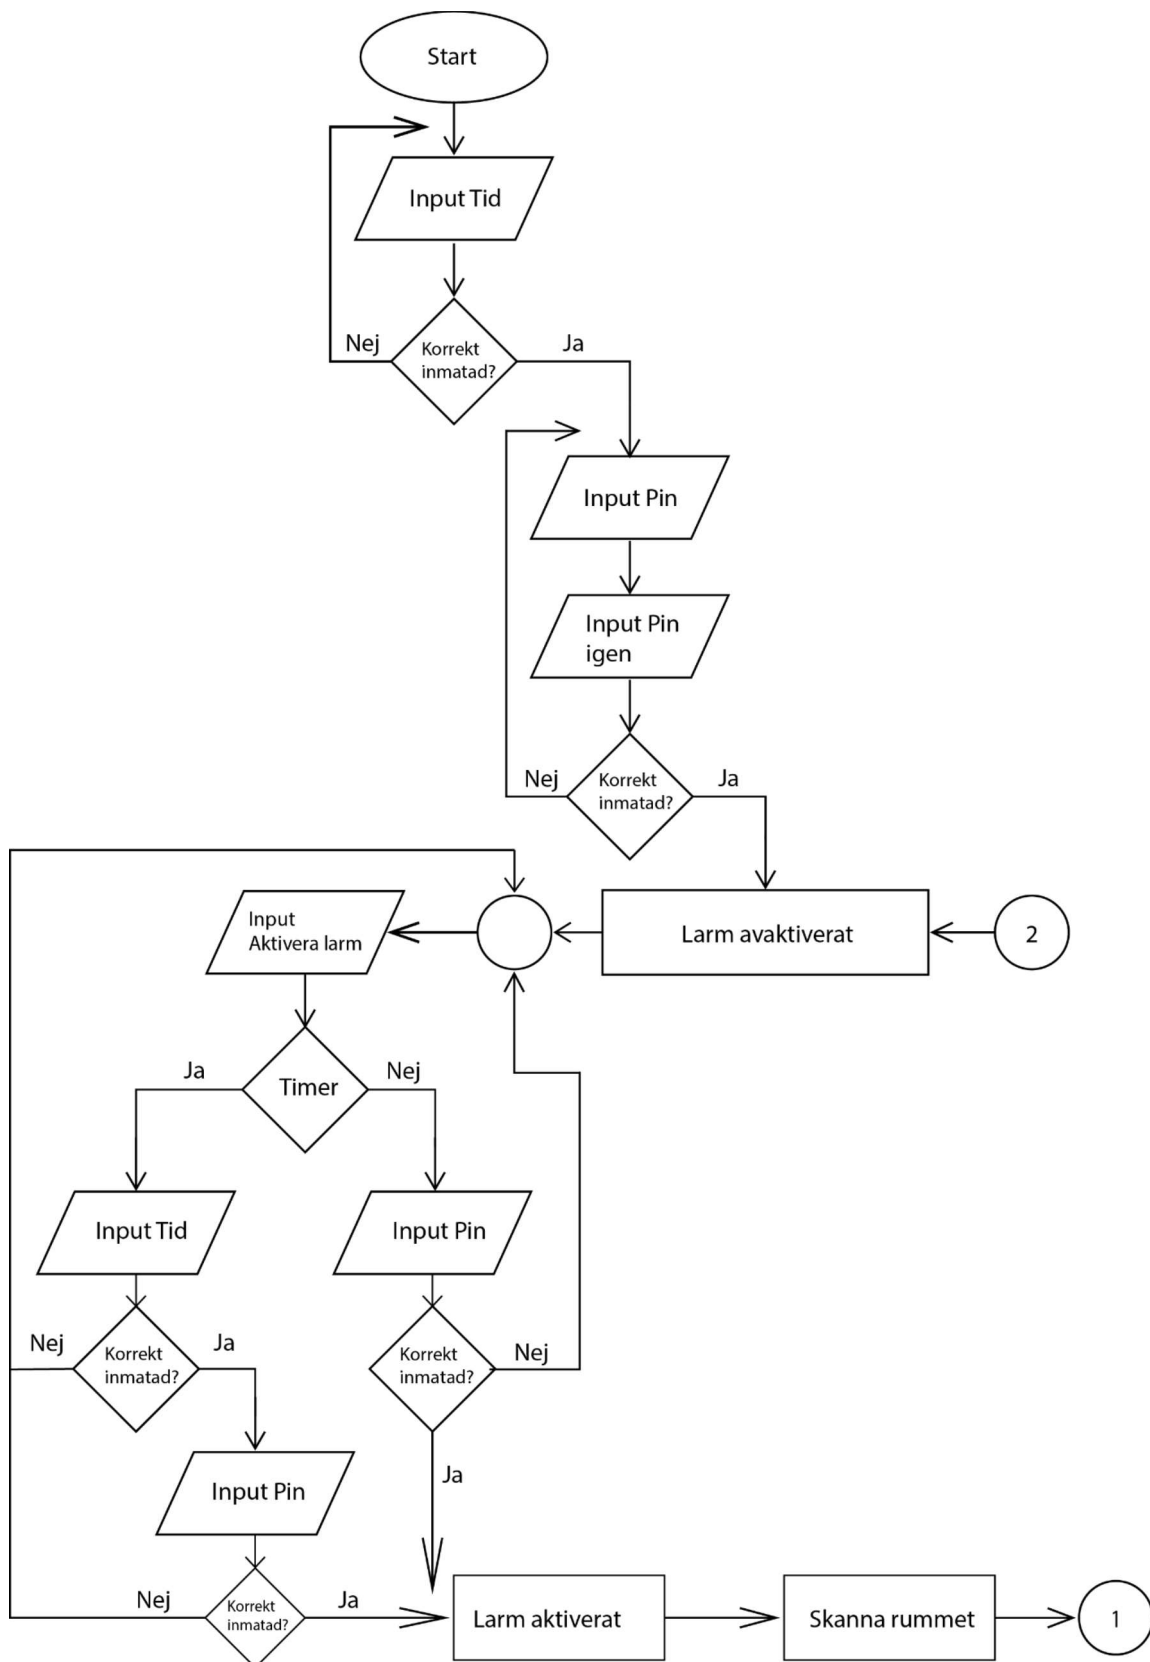 Start
Input Tid
Nej
Korrekt
inmatad?
Ja
Input Pin
Input Pin
igen
Nej
Korrekt
inmatad?
Ja
Input
Aktivera larm
Larm avaktiverat
2
Ja
Timer
Nej
Input Tid
Input Pin
Nej
Korrekt
inmatad?
Ja
Korrekt
inmatad?
Nej
Input Pin
Ja
Nej
Korrekt
inmatad?
Ja
Larm aktiverat
Skanna rummet
1